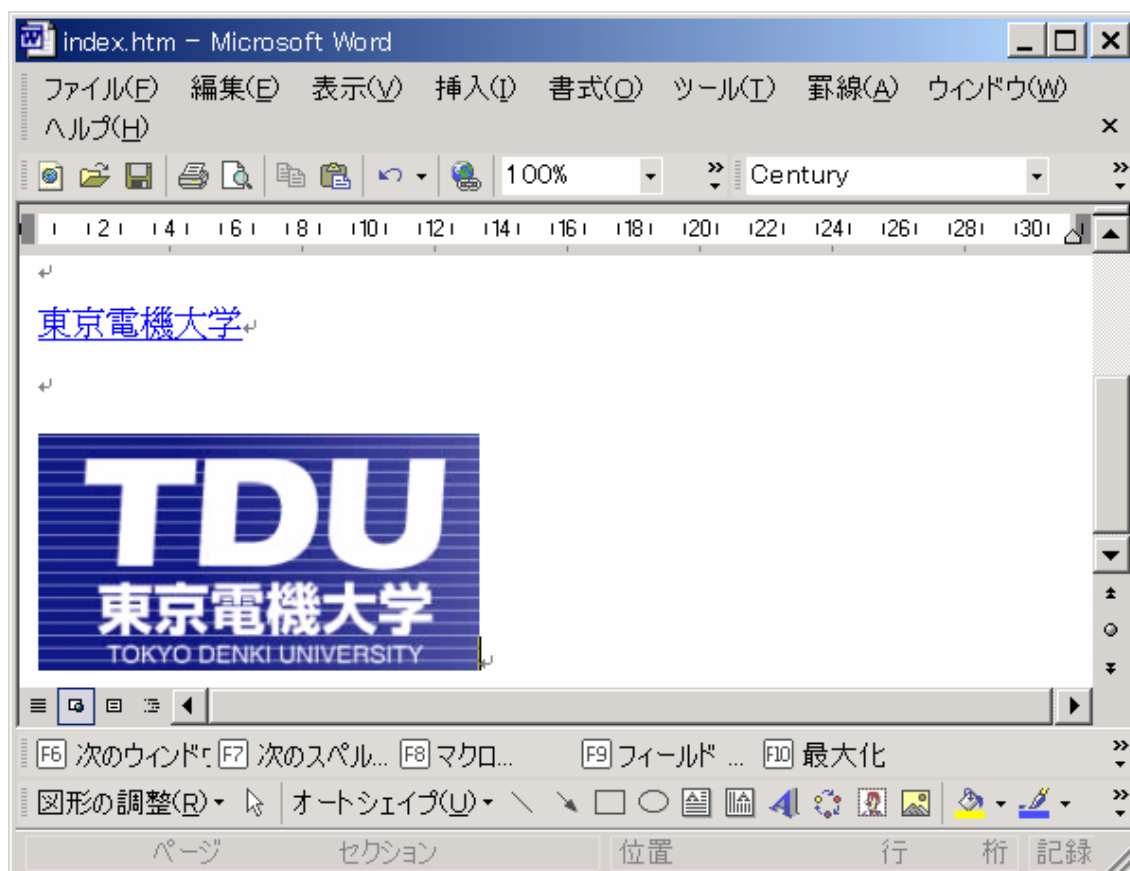 index.htm - Microsoft Word
ファイル(F) 編集(E) 表示(V) 挿入(I) 書式(O) ツール(T) 罫線(A) ウィンドウ(W)
ヘルプ(H)
100% Century
2 4 6 8 10 12 14 16 18 20 22 24 26 28 30
東京電機大学
TDU
東京電機大学
TOKYO DENKI UNIVERSITY
F6 次のウィンドウ F7 次のスペル... F8 マクロ... F9 フィールド ... F10 最大化
図形の調整(R) オートシェイプ(U)
ページ セクション 位置 行 桁 記録